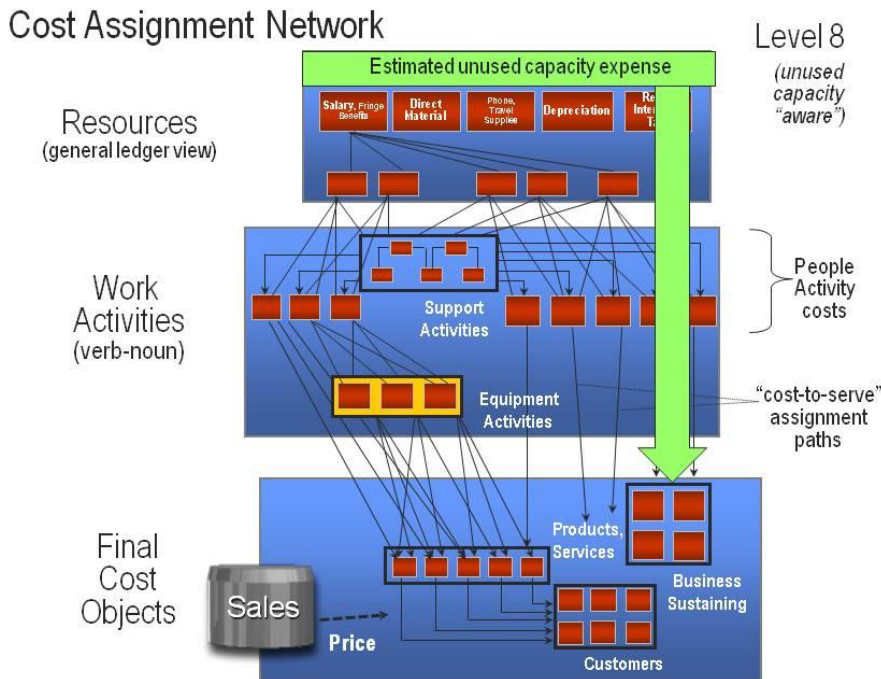 Cost Assignment Network
Level 8
(unused
capacity
“aware”)
Estimated unused capacity expense
Resources
(general ledger view)
Salary, Fringe
Benefits
Direct
Material
Phone,
Travel
Supplies
Depreciation
Work
Activities
(verb-noun)
Support
Activities
People
Activity
costs
Equipment
Activities
“cost-to-serve”
assignment
paths
Final
Cost
Objects
Products,
Services
Business
Sustaining
Sales
Price
Customers